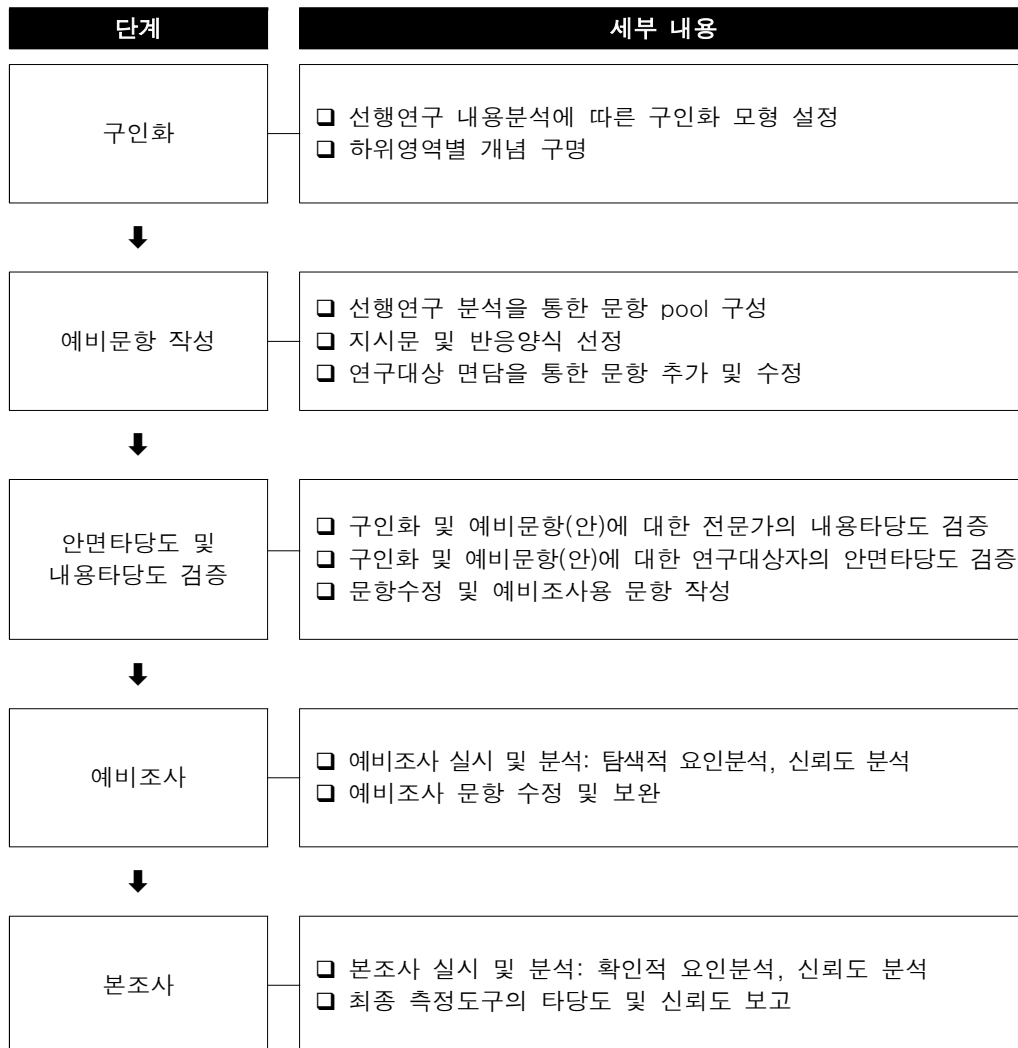 단계
세부 내용
구인화
❑ 선행연구 내용분석에 따른 구인화 모형 설정
❑ 하위영역별 개념 구명
예비문항 작성
❑ 선행연구 분석을 통한 문항 pool 구성
❑ 지시문 및 반응양식 선정
❑ 연구대상 면담을 통한 문항 추가 및 수정
안면타당도 및
내용타당도 검증
❑ 구인화 및 예비문항(안)에 대한 전문가의 내용타당도 검증
❑ 구인화 및 예비문항(안)에 대한 연구대상자의 안면타당도 검증
❑ 문항수정 및 예비조사용 문항 작성
예비조사
❑ 예비조사 실시 및 분석: 탐색적 요인분석, 신뢰도 분석
❑ 예비조사 문항 수정 및 보완
본조사
❑ 본조사 실시 및 분석: 확인적 요인분석, 신뢰도 분석
❑ 최종 측정도구의 타당도 및 신뢰도 보고